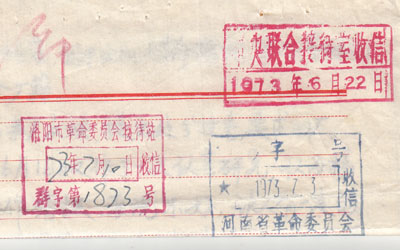 中央联合接待室收信
1973年6月22日
洛阳市革命委员会接待站
73年7月10日收信
群字第1873号
字 号
1973 7 3 收信
河南省革命委员会